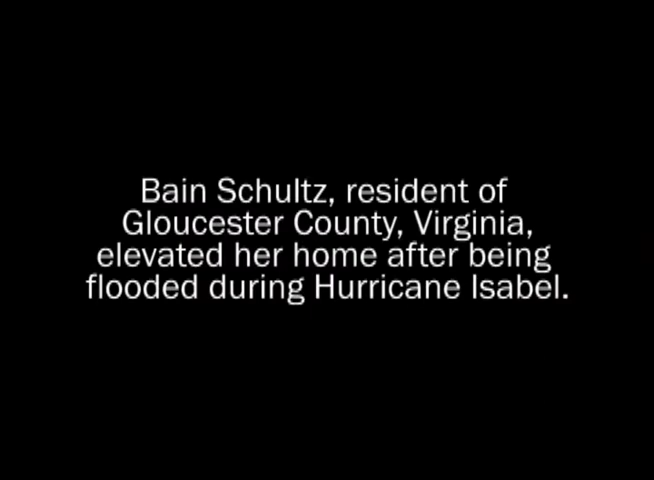 Bain Schultz, resident of
Gloucester County, Virginia,
elevated her home after being
flooded during Hurricane Isabel.